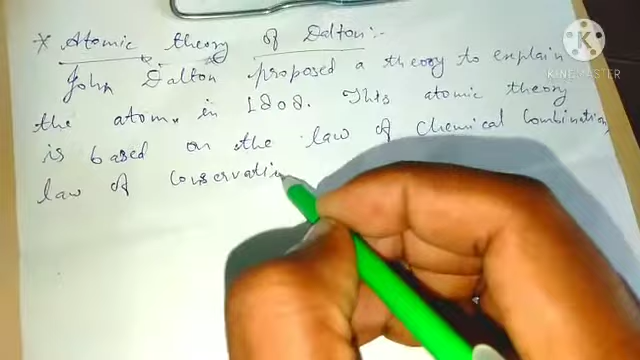 * Atomic theory of Dalton:-
John Dalton proposed a theory to explain
the atom, in 1808. This atomic theory
is based on the law of Chemical Combination,
law of Conservatin
KINEMASTER